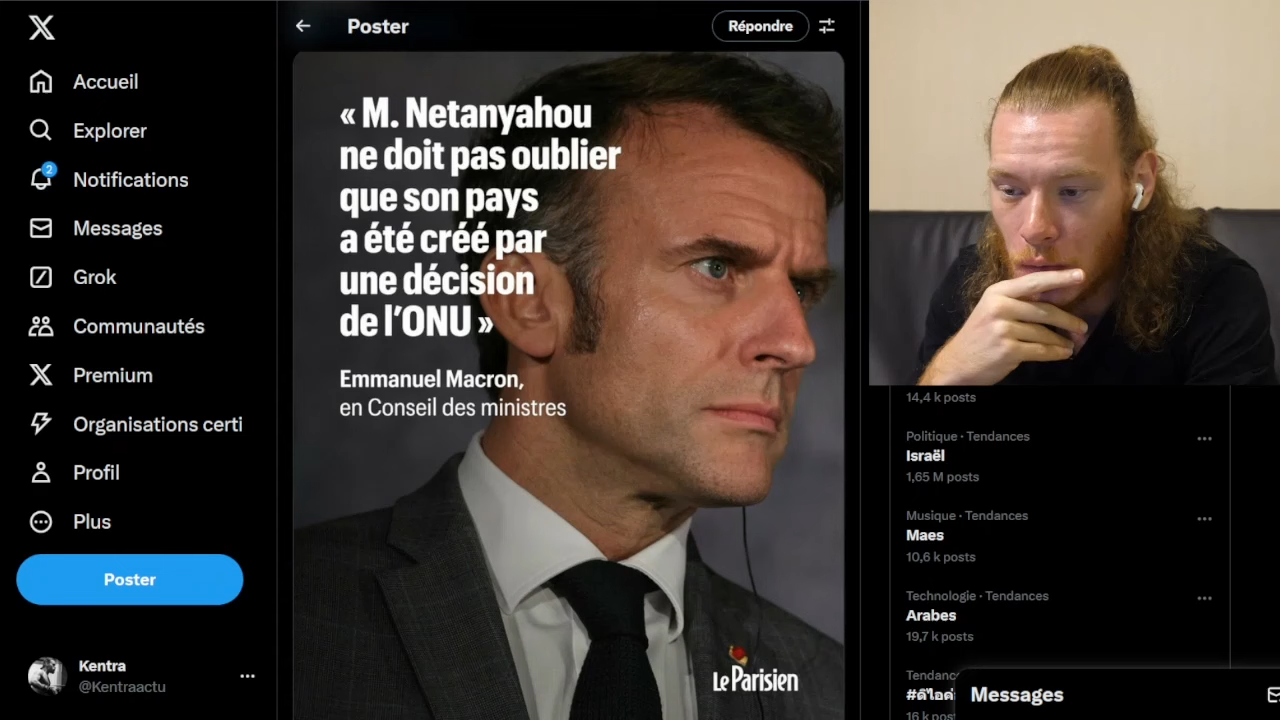 Accueil
Explorer
2
Notifications
Messages
Grok
Communautés
Premium
Organisations certi
Profil
Plus
Poster
Kentra
@Kentraactu
Poster
Répondre
« M. Netanyahou
ne doit pas oublier
que son pays
a été créé par
une décision
de l’ONU »
Emmanuel Macron,
en Conseil des ministres
Le Parisien
14,4 k posts
Politique · Tendances
Israël
1,65 M posts
Musique · Tendances
Maes
10,6 k posts
Technologie · Tendances
Arabes
19,7 k posts
Tendanc
16 k pos
Messages